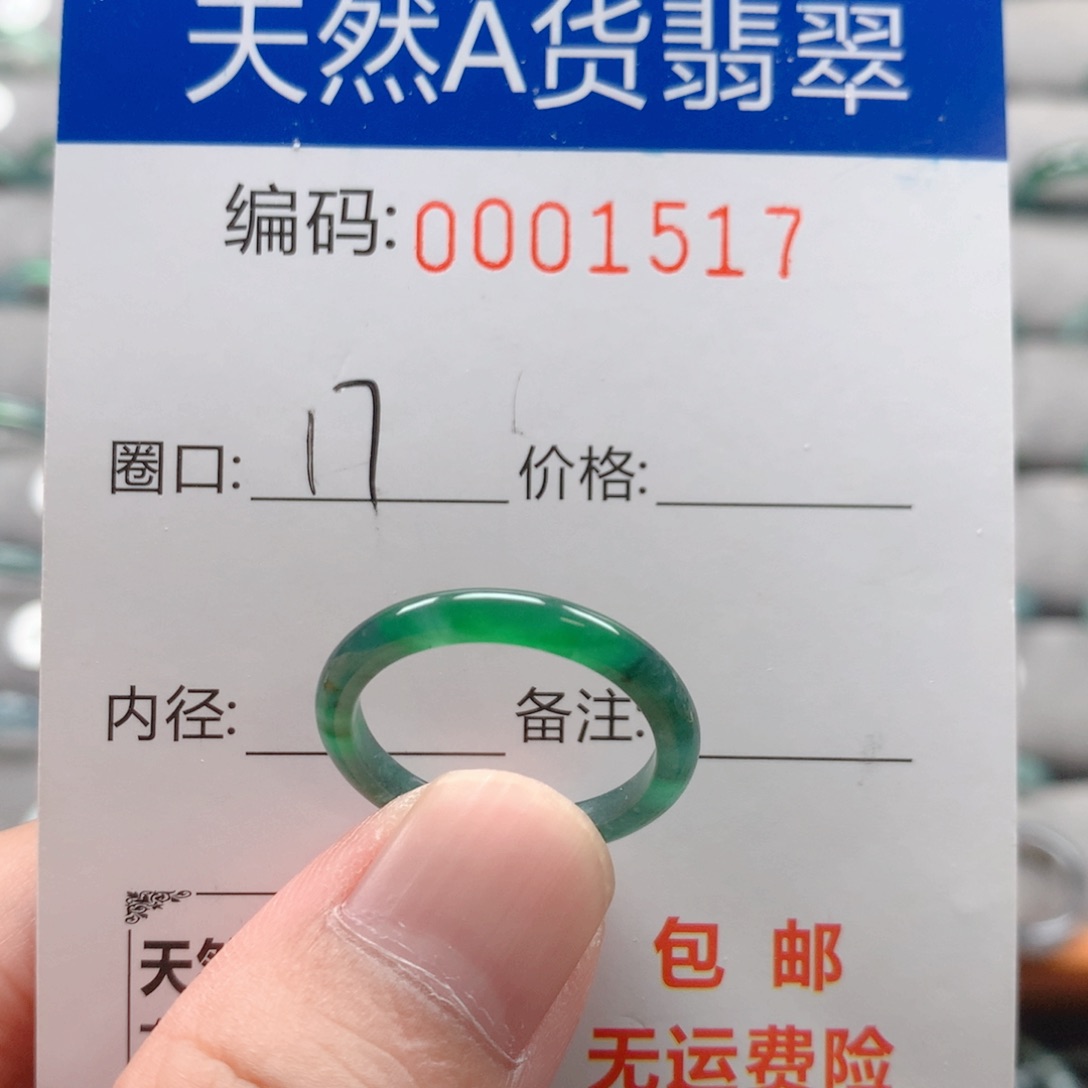 天然A货翡翠
编码:0001517
圈口: 17 价格:
内径: 备注:
天
包 邮
无运费险